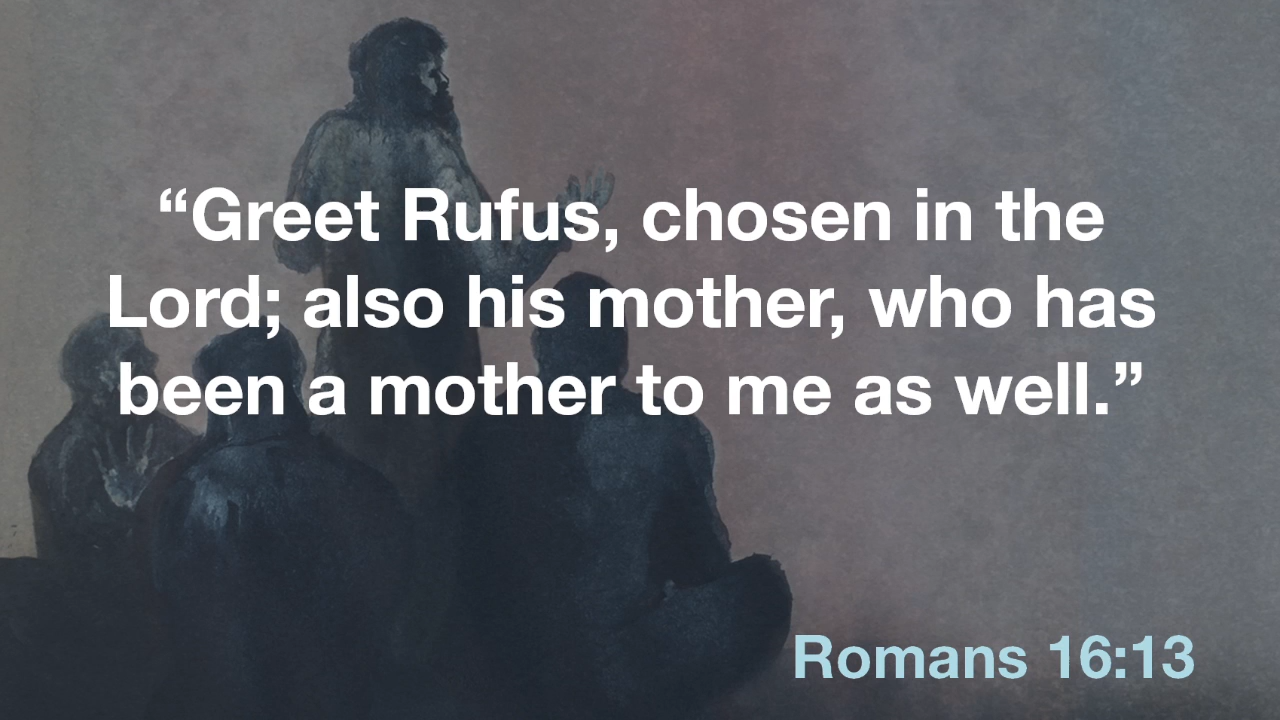 “Greet Rufus, chosen in the
Lord; also his mother, who has
been a mother to me as well.”
Romans 16:13